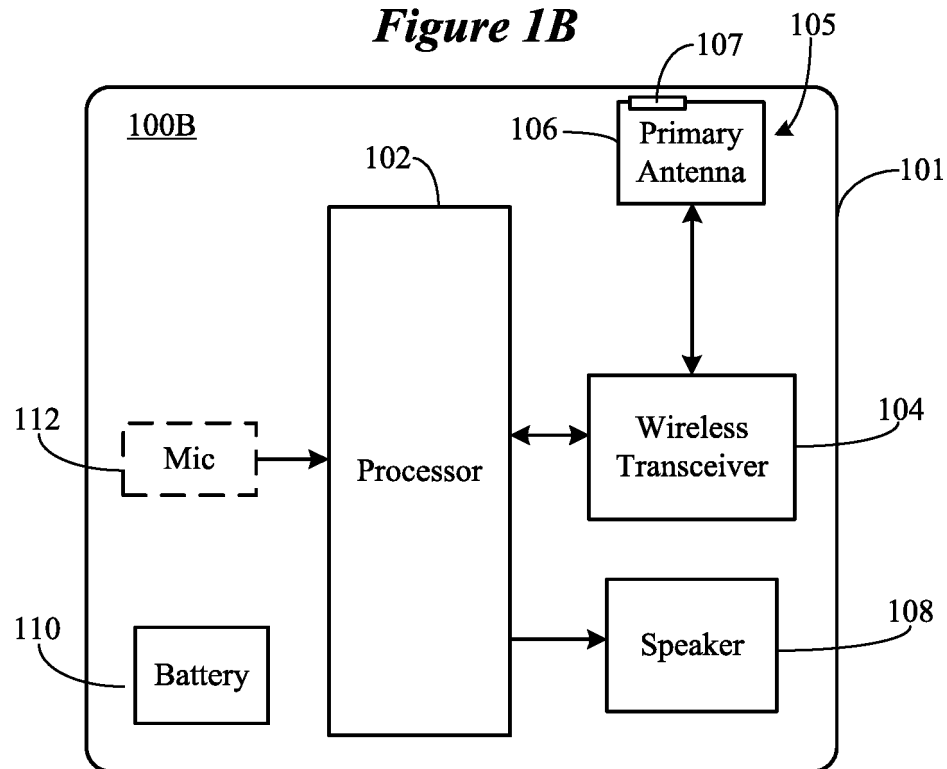 Figure 1B
107
105
100B
106
Primary
Antenna
102
101
112
Mic
Processor
Wireless
Transceiver
104
110
Battery
Speaker
108